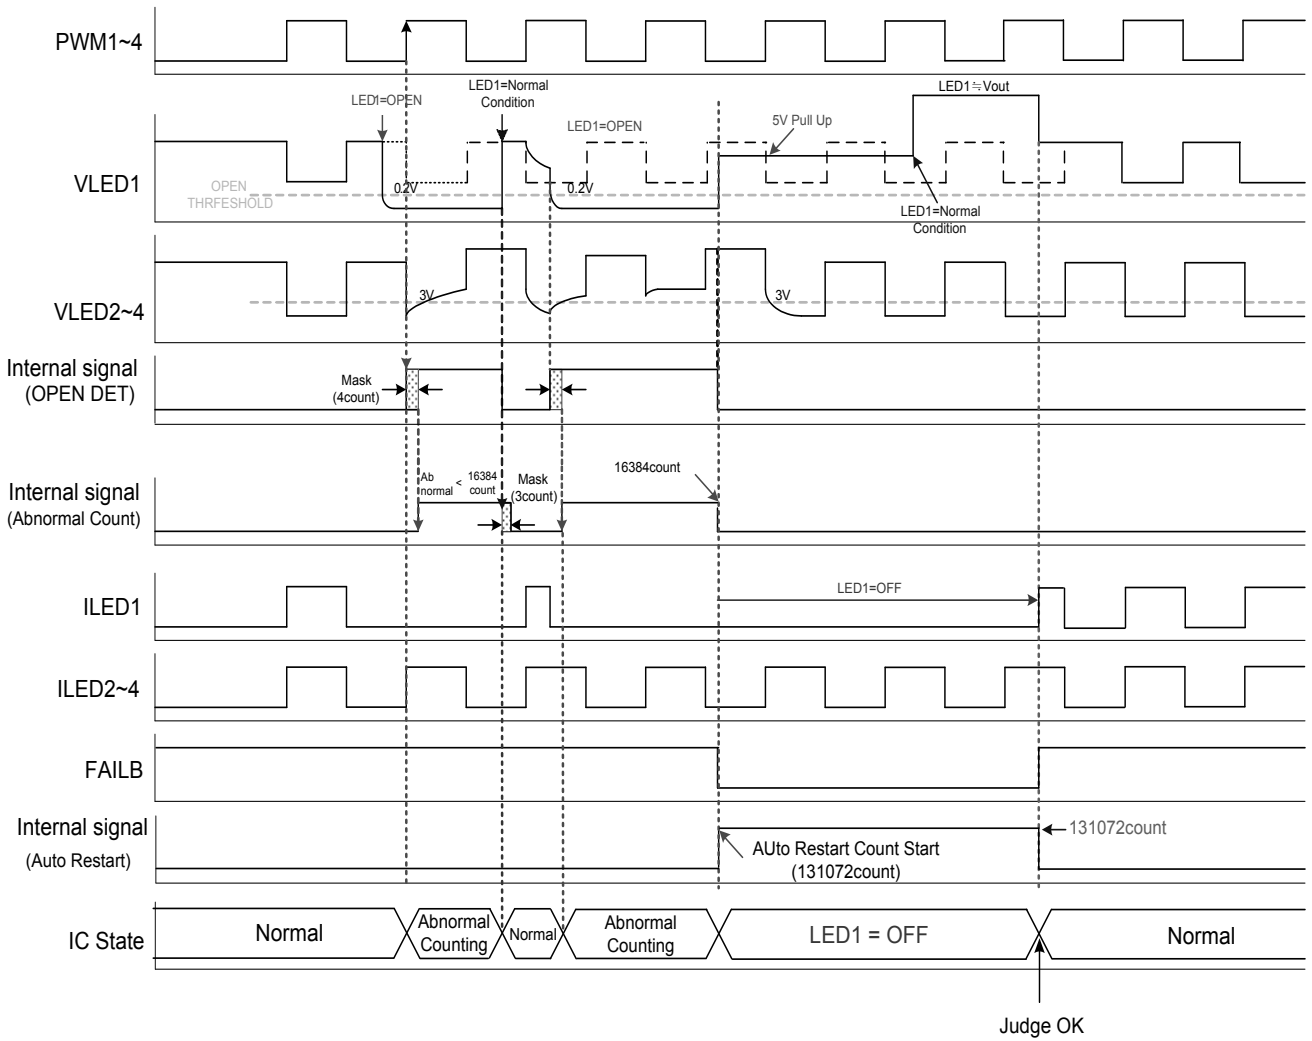 PWM1~4
LED1=OPEN
LED1=Normal
Condition
LED1=OPEN
5V Pull Up
LED1≒Vout
VLED1
OPEN
THRFESHOLD
0.2V
0.2V
LED1=Normal
Condition
VLED2~4
3V
3V
Internal signal
(OPEN DET)
Mask
(4count)
Internal signal
(Abnormal Count)
Ab
normal
< 16384
count
Mask
(3count)
16384count
ILED1
LED1=OFF
ILED2~4
FAILB
Internal signal
(Auto Restart)
AUto Restart Count Start
(131072count)
131072count
IC State
Normal
Abnormal
Counting
Normal
Abnormal
Counting
LED1 = OFF
Normal
Judge OK